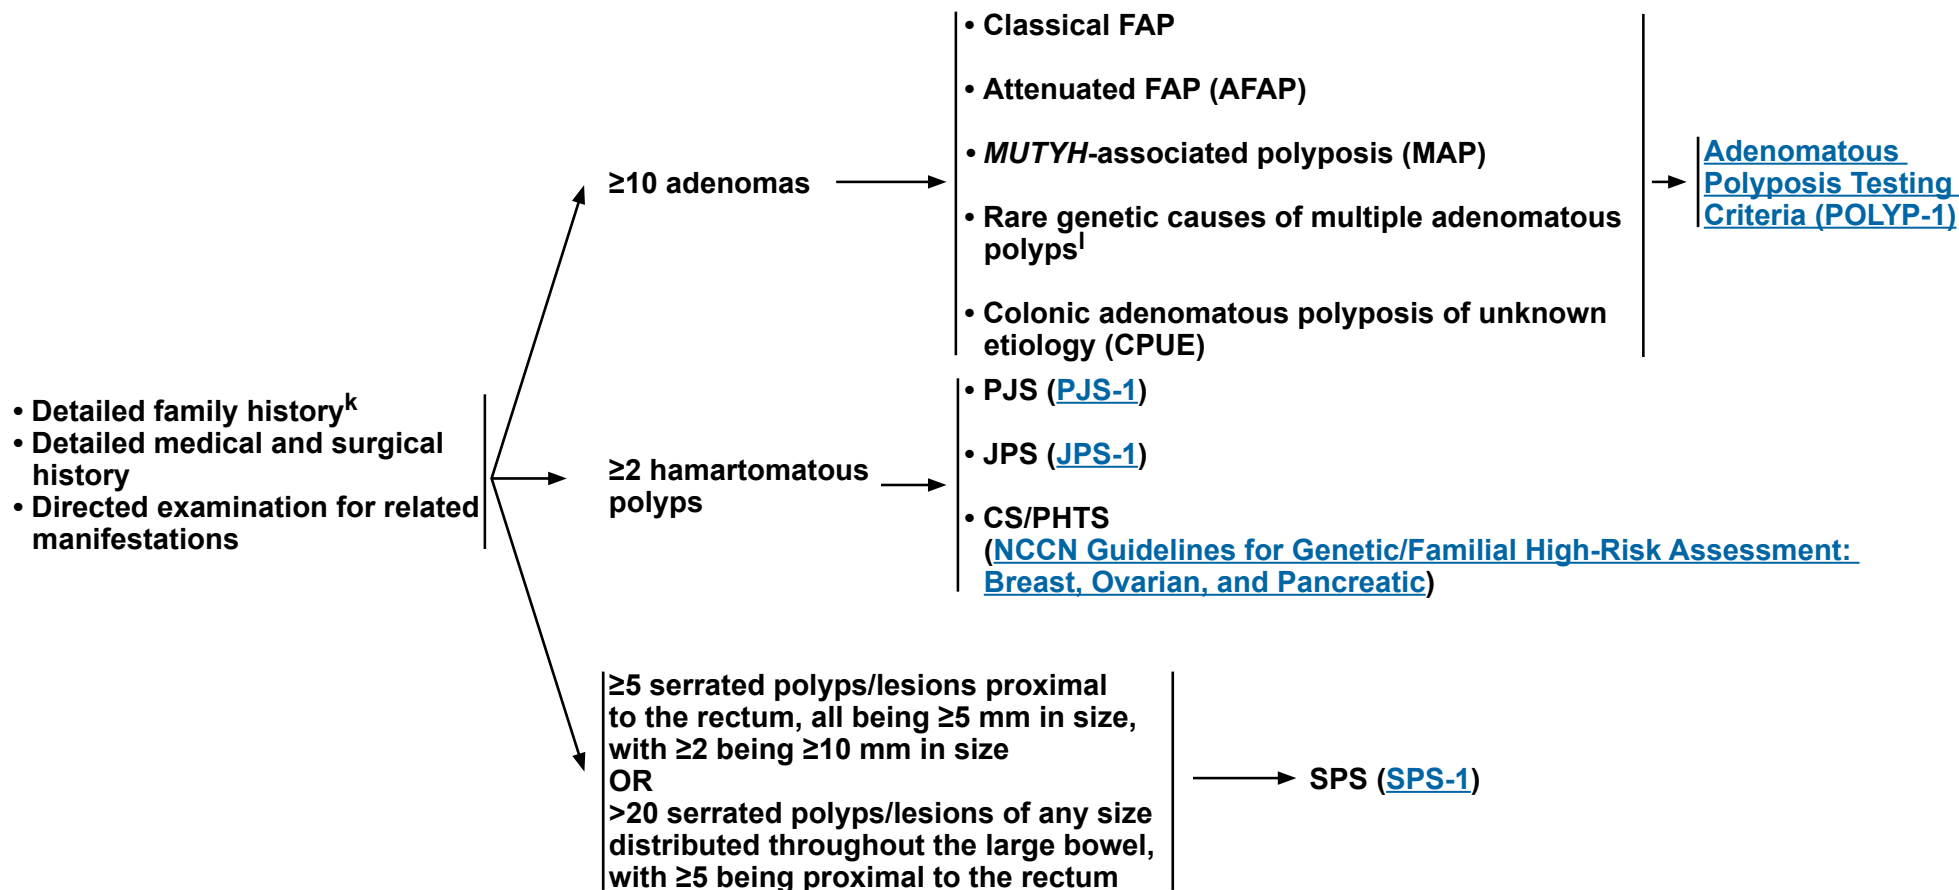 • Detailed family historyk
• Detailed medical and surgical
history
• Directed examination for related
manifestations
≥10 adenomas
• Classical FAP
• Attenuated FAP (AFAP)
• MUTYH-associated polyposis (MAP)
• Rare genetic causes of multiple adenomatous
polypsl
• Colonic adenomatous polyposis of unknown
etiology (CPUE)
Adenomatous
Polyposis Testing
Criteria (POLYP-1)
≥2 hamartomatous
polyps
• PJS (PJS-1)
• JPS (JPS-1)
• CS/PHTS
(NCCN Guidelines for Genetic/Familial High-Risk Assessment:
Breast, Ovarian, and Pancreatic)
≥5 serrated polyps/lesions proximal
to the rectum, all being ≥5 mm in size,
with ≥2 being ≥10 mm in size
OR
>20 serrated polyps/lesions of any size
distributed throughout the large bowel,
with ≥5 being proximal to the rectum
SPS (SPS-1)